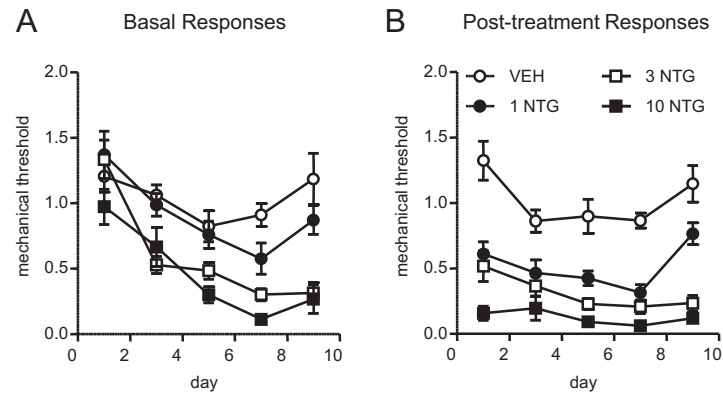 A
Basal Responses
2.0
1.5
1.0
0.5
0.0
mechanical threshold
0 2 4 6 8 10
day
B
Post-treatment Responses
VEH
3 NTG
1 NTG
10 NTG
2.0
1.5
1.0
0.5
0.0
mechanical threshold
0 2 4 6 8 10
day